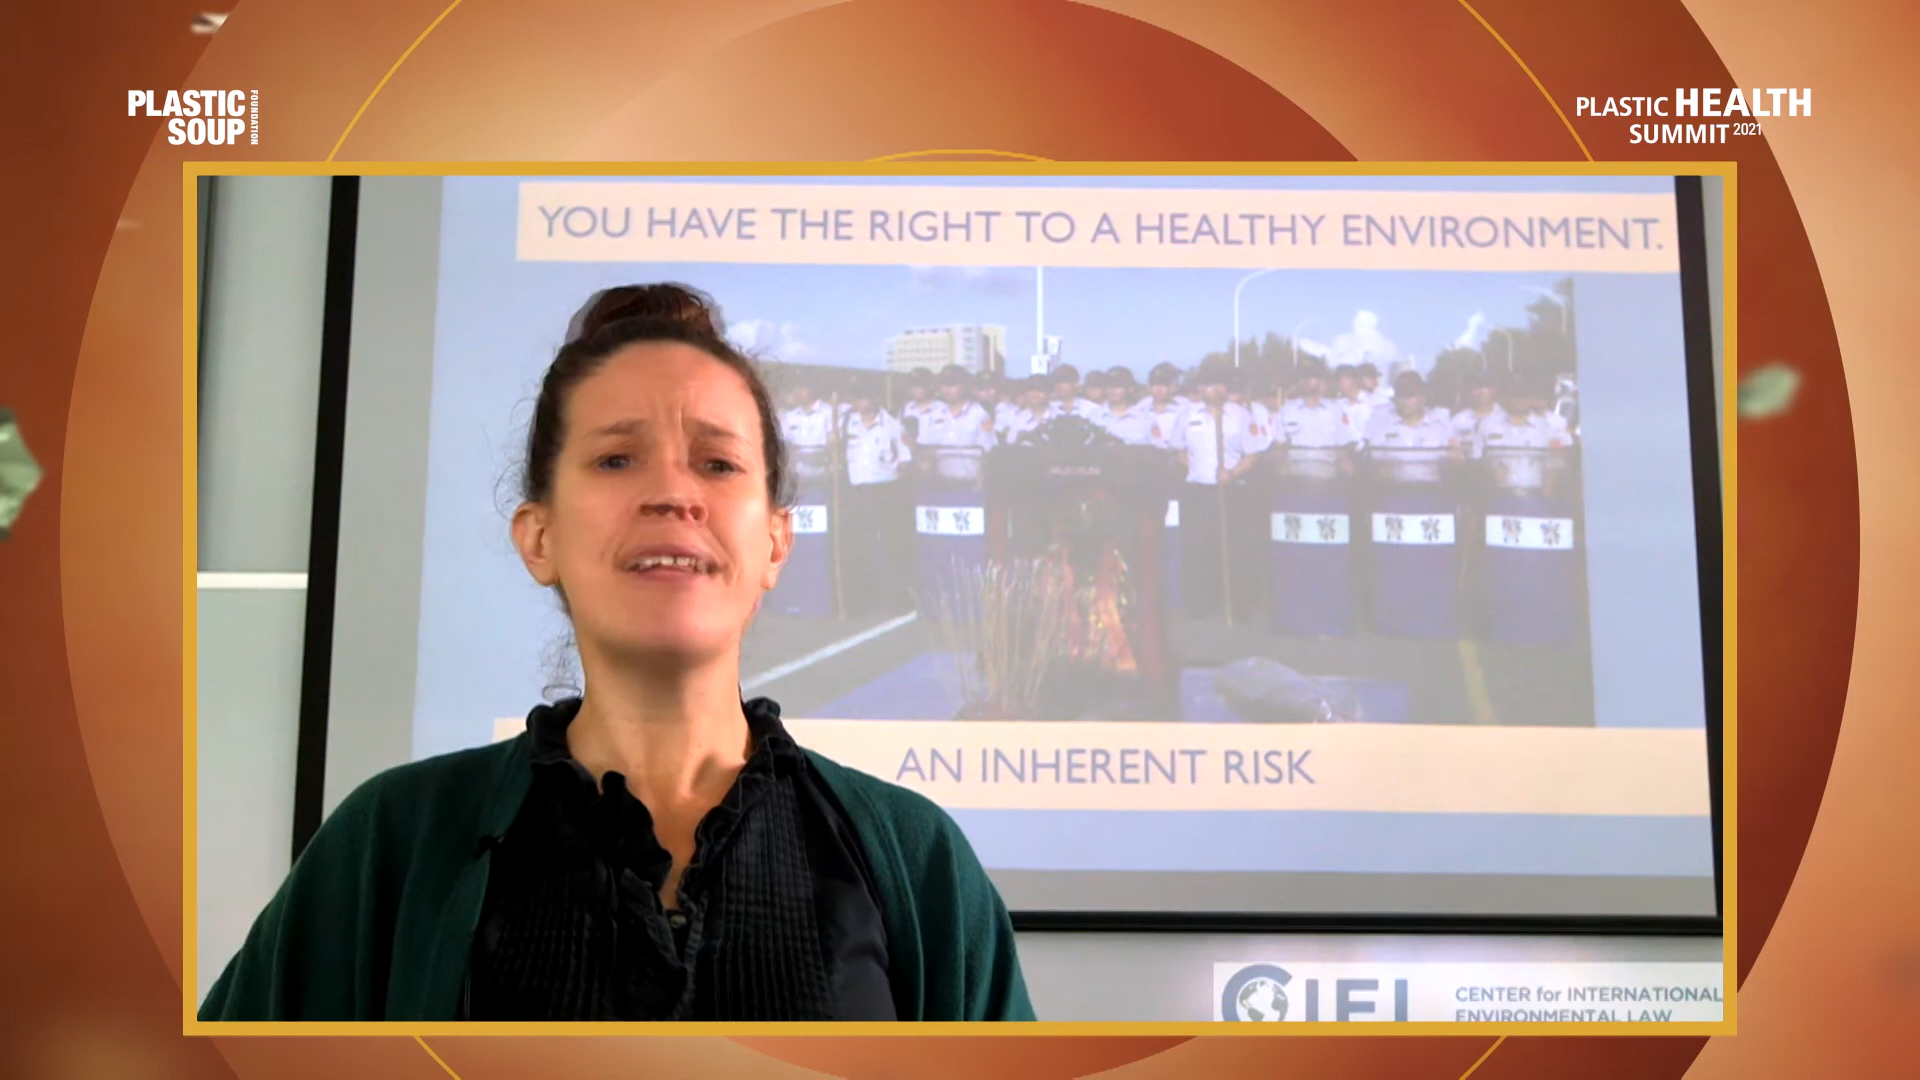 PLASTIC
SOUP
FOUNDATION
PLASTIC HEALTH
SUMMIT 2021
YOU HAVE THE RIGHT TO A HEALTHY ENVIRONMENT.
AN INHERENT RISK
CIEL
CENTER for INTERNATIONAL
ENVIRONMENTAL LAW